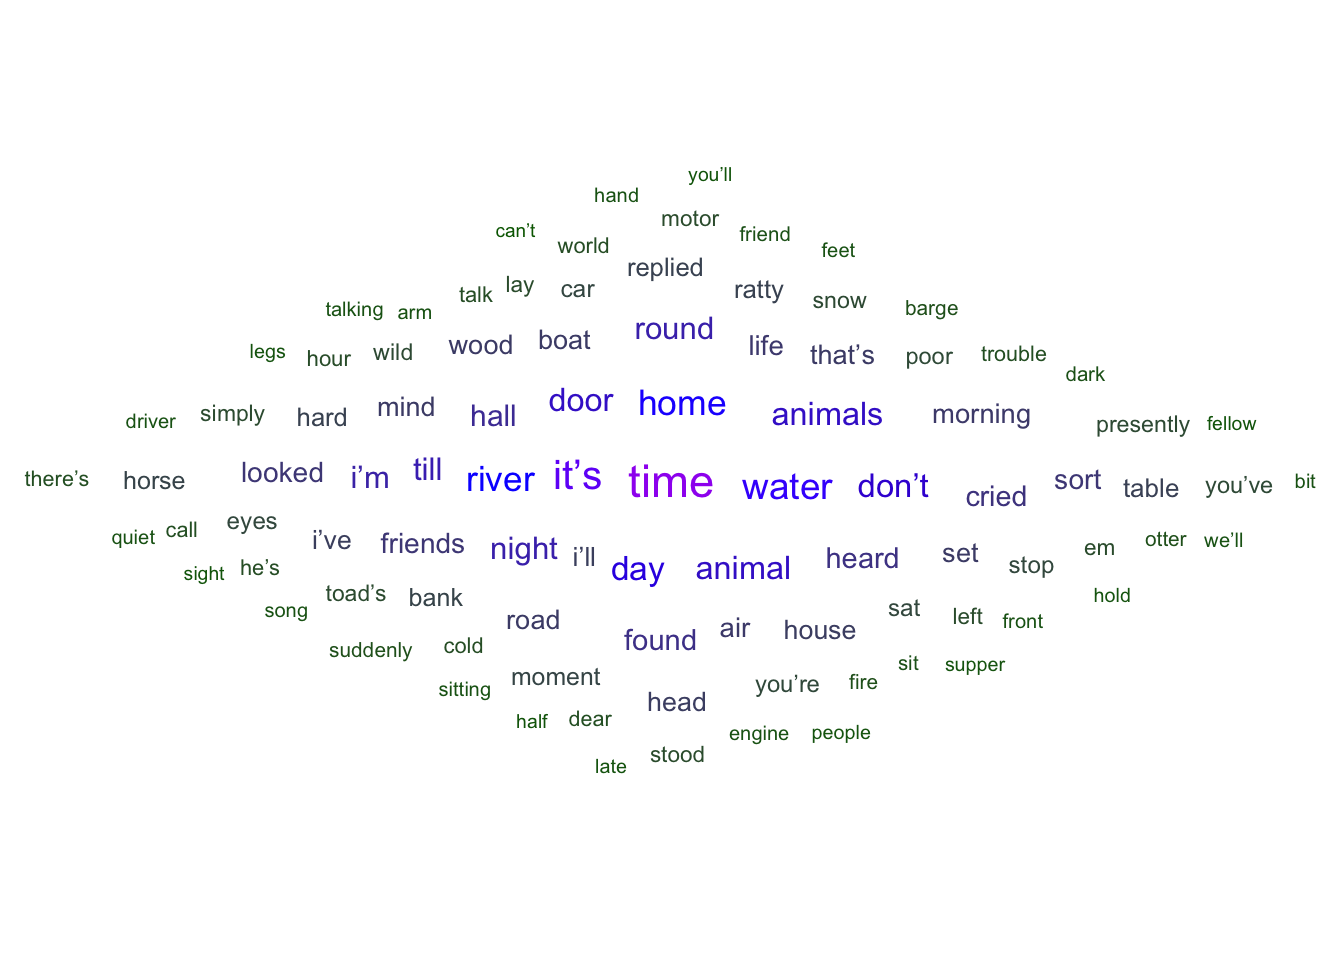 you’ll
hand
motor
can’t
friend
world
feet
replied
talk
lay
car
ratty
snow
talking
arm
barge
round
wood
boat
life
legs
hour
wild
that’s
poor
trouble
dark
door
home
driver
simply
hard
mind
hall
animals
morning
presently
fellow
there’s
horse
looked
i’m
till
river
it’s
time
water
don’t
cried
sort
table
you’ve
bit
quiet
call
eyes
i’ve
friends
night
i’ll
day
animal
heard
set
stop
em
otter
we’ll
sight
he’s
song
toad’s
bank
hold
road
found
air
house
sat
left
front
suddenly
cold
sitting
moment
head
you’re
fire
sit
supper
half
dear
engine
people
late
stood